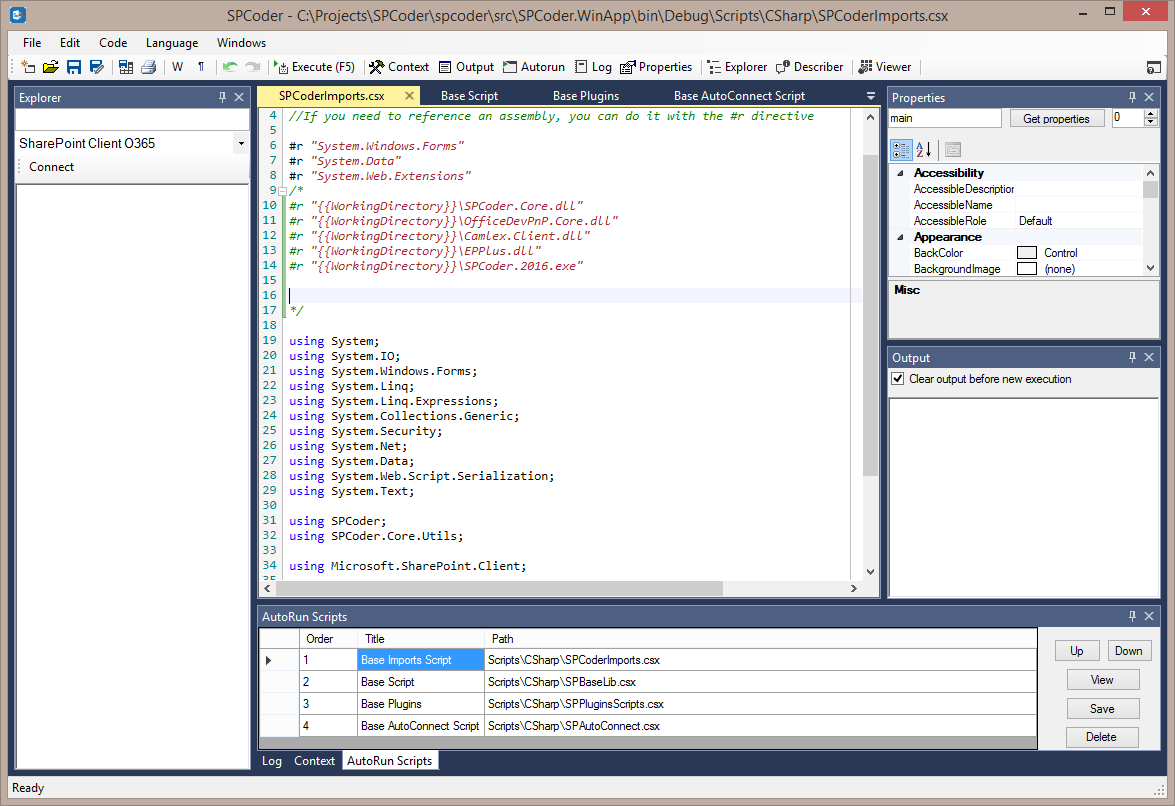 SPCoder - C:\Projects\SPCoder\spcoder\src\SPCoder.WinApp\bin\Debug\Scripts\CSharp\SPCoderImports.csx
File Edit Code Language Windows
W ¶ Execute (F5) Context Output Autorun Log Properties Explorer Describer Viewer
Explorer
SharePoint Client O365
Connect
SPCoderImports.csx Base Script Base Plugins Base AutoConnect Script
4 //If you need to reference an assembly, you can do it with the #r directive
5
6 #r "System.Windows.Forms"
7 #r "System.Data"
8 #r "System.Web.Extensions"
9 /*
10 #r "{{WorkingDirectory}}\SPCoder.Core.dll"
11 #r "{{WorkingDirectory}}\OfficeDevPnP.Core.dll"
12 #r "{{WorkingDirectory}}\Camlex.Client.dll"
13 #r "{{WorkingDirectory}}\EPPlus.dll"
14 #r "{{WorkingDirectory}}\SPCoder.2016.exe"
15
16
17 */
18
19 using System;
20 using System.IO;
21 using System.Windows.Forms;
22 using System.Linq;
23 using System.Linq.Expressions;
24 using System.Collections.Generic;
25 using System.Security;
26 using System.Net;
27 using System.Data;
28 using System.Web.Script.Serialization;
29 using System.Text;
30
31 using SPCoder;
32 using SPCoder.Core.Utils;
33
34 using Microsoft.SharePoint.Client;
35
Properties
main Get properties 0
Accessibility
AccessibleDescription
AccessibleName
AccessibleRole Default
Appearance
BackColor Control
BackgroundImage (none)
Misc
Output
Clear output before new execution
AutoRun Scripts
Order Title Path
1 Base Imports Script Scripts\CSharp\SPCoderImports.csx
2 Base Script Scripts\CSharp\SPBaseLib.csx
3 Base Plugins Scripts\CSharp\SPPluginsScripts.csx
4 Base AutoConnect Script Scripts\CSharp\SPAutoConnect.csx
Up Down
View
Save
Delete
Log Context AutoRun Scripts
Ready